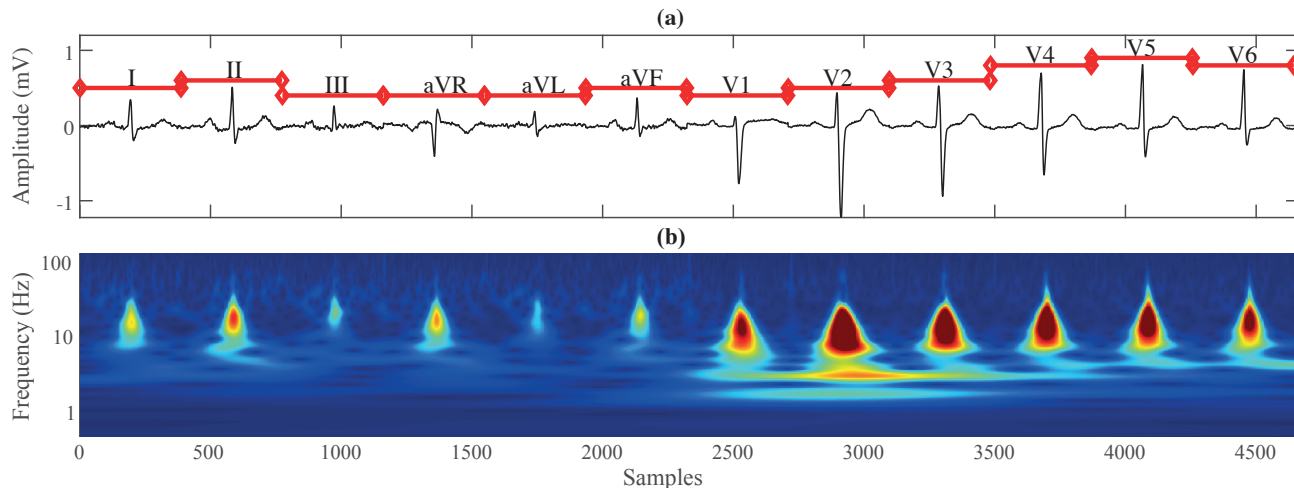 (a)
Amplitude (mV)
1
0
-1
I II III aVR aVL aVF V1 V2 V3 V4 V5 V6
0 500 1000 1500 2000 2500 3000 3500 4000 4500
(b)
Frequency (Hz)
100
10
1
0 500 1000 1500 2000 2500 3000 3500 4000 4500
Samples